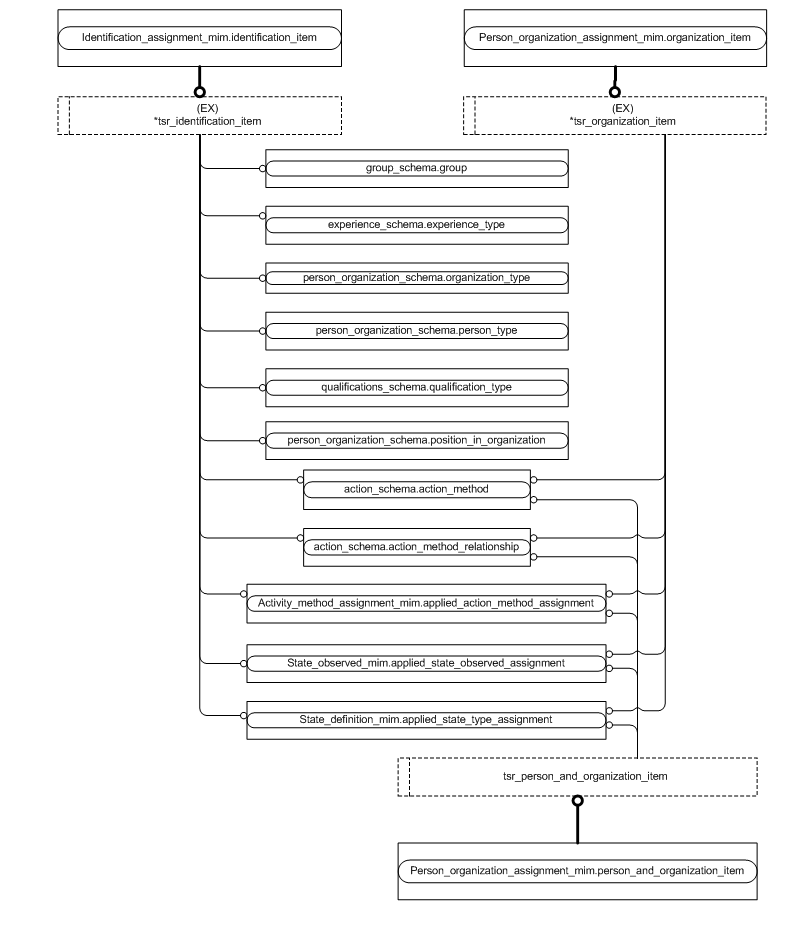 Identification_assignment_mim.identification_item
Person_organization_assignment_mim.organization_item
(EX)
*tsr_identification_item
(EX)
*tsr_organization_item
group_schema.group
experience_schema.experience_type
person_organization_schema.organization_type
person_organization_schema.person_type
qualifications_schema.qualification_type
person_organization_schema.position_in_organization
action_schema.action_method
action_schema.action_method_relationship
Activity_method_assignment_mim.applied_action_method_assignment
State_observed_mim.applied_state_observed_assignment
State_definition_mim.applied_state_type_assignment
tsr_person_and_organization_item
Person_organization_assignment_mim.person_and_organization_item